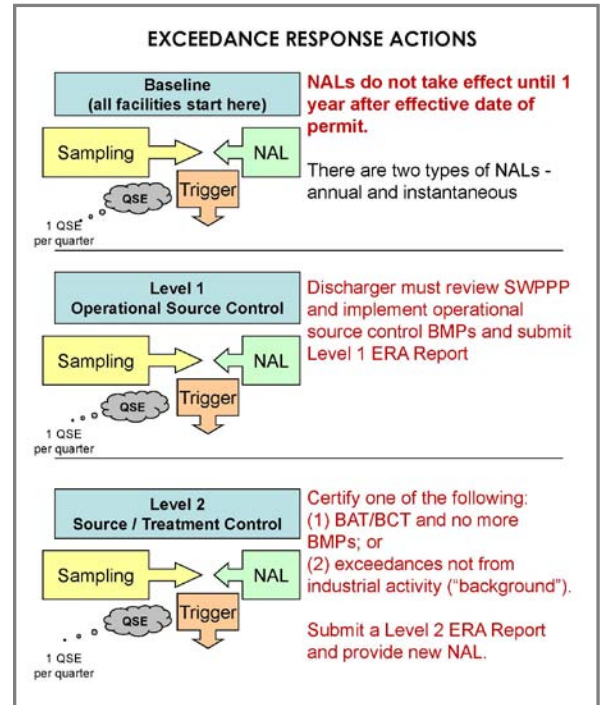 EXCEEDANCE RESPONSE ACTIONS
Baseline
(all facilities start here)
NALs do not take effect until 1
year after effective date of
permit.
There are two types of NALs -
annual and instantaneous
Sampling
NAL
QSE
Trigger
1 QSE
per quarter
Level 1
Operational Source Control
Discharger must review SWPPP
and implement operational
source control BMPs and submit
Level 1 ERA Report
Sampling
NAL
QSE
Trigger
1 QSE
per quarter
Level 2
Source / Treatment Control
Certify one of the following:
(1) BAT/BCT and no more
BMPs; or
(2) exceedances not from
industrial activity ("background").
Submit a Level 2 ERA Report
and provide new NAL.
Sampling
NAL
QSE
Trigger
1 QSE
per quarter